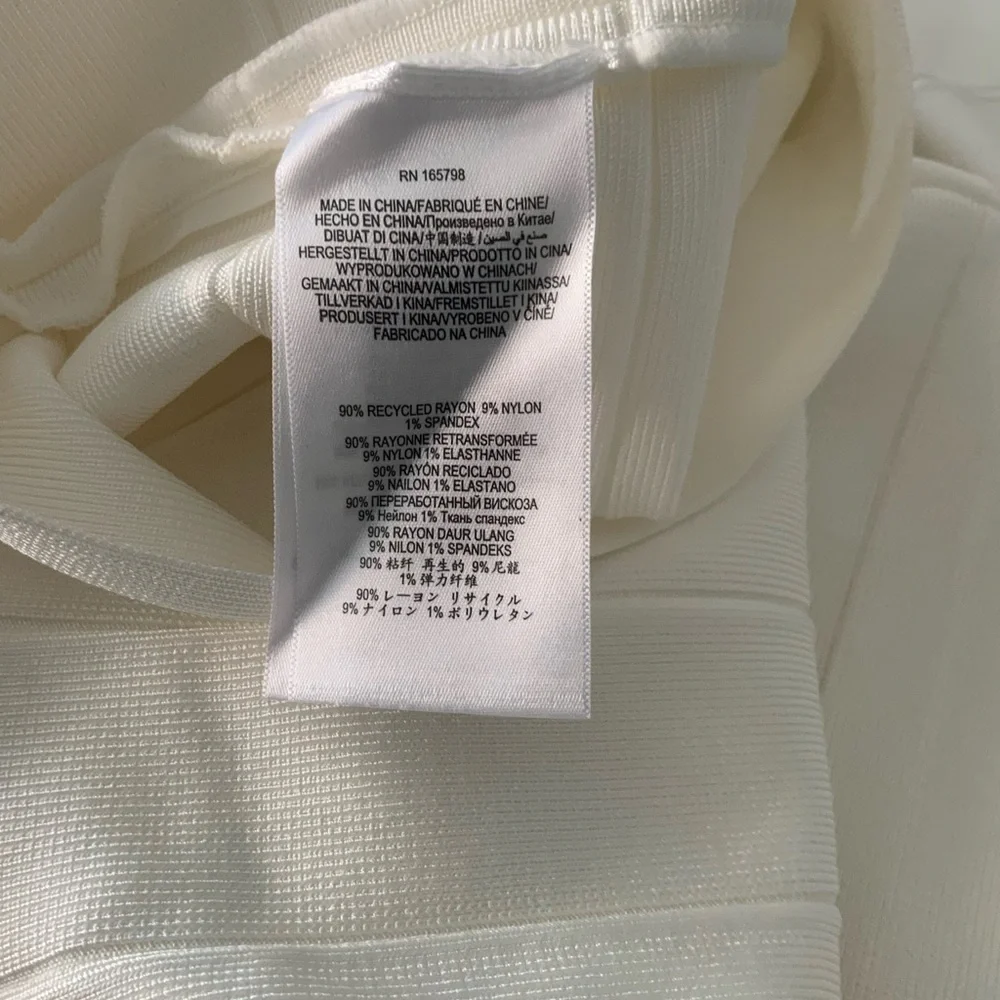 RN 165798
MADE IN CHINA/FABRIQUÉ EN CHINE/
HECHO EN CHINA/Произведено в Китае/
DIBUAT DI CINA/中国制造/صنع في الصين/
HERGESTELLT IN CHINA/PRODOTTO IN CINA/
WYPRODUKOWANO W CHINACH/
GEMAAKT IN CHINA/VALMISTETTU KIINASSA/
TILLVERKAD I KINA/FREMSTILLET I KINA/
PRODUSERT I KINA/VYROBENO V ČÍNĚ/
FABRICADO NA CHINA
90% RECYCLED RAYON 9% NYLON
1% SPANDEX
90% RAYONNE RETRANSFORMÉE
9% NYLON 1% ELASTHANNE
90% RAYÓN RECICLADO
9% NAILON 1% ELASTANO
90% ПЕРЕРАБОТАННЫЙ ВИСКОЗА
9% Нейлон 1% Ткань спандекс
90% RAYON DAUR ULANG
9% NILON 1% SPANDEKS
90% 粘纤 再生的 9% 尼龍
1% 弹力纤维
90% レーヨン リサイクル
9% ナイロン 1% ポリウレタン